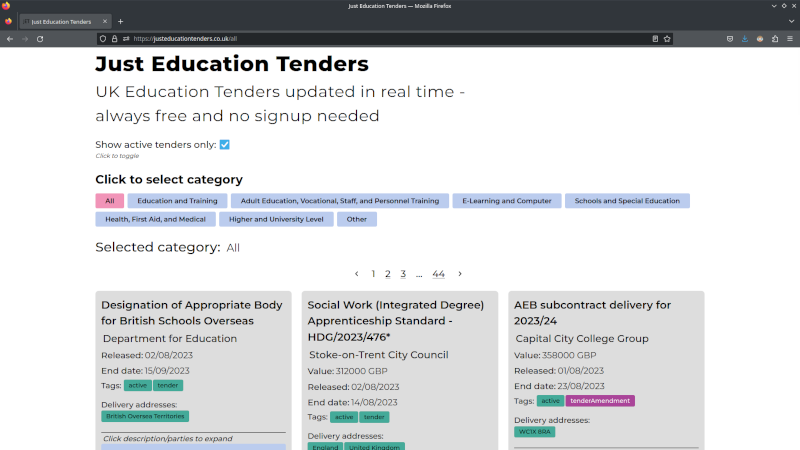 Just Education Tenders — Mozilla Firefox
Just Education Tenders
https://justeducationtenders.co.uk/all
Just Education Tenders
UK Education Tenders updated in real time -
always free and no signup needed
Show active tenders only:
Click to toggle
Click to select category
All Education and Training Adult Education, Vocational, Staff, and Personnel Training E-Learning and Computer Schools and Special Education
Health, First Aid, and Medical Higher and University Level Other
Selected category: All
< 1 2 3 ... 44 >
Designation of Appropriate Body
for British Schools Overseas
Department for Education
Released: 02/08/2023
End date: 15/09/2023
Tags: active tender
Delivery addresses:
British Oversea Territories
Click description/parties to expand
Social Work (Integrated Degree)
Apprenticeship Standard -
HDG/2023/476*
Stoke-on-Trent City Council
Value: 312000 GBP
Released: 02/08/2023
End date: 14/08/2023
Tags: active tender
Delivery addresses:
England United Kingdom
AEB subcontract delivery for
2023/24
Capital City College Group
Value: 358000 GBP
Released: 01/08/2023
End date: 23/08/2023
Tags: active tenderAmendment
Delivery addresses:
WC1X 8RA